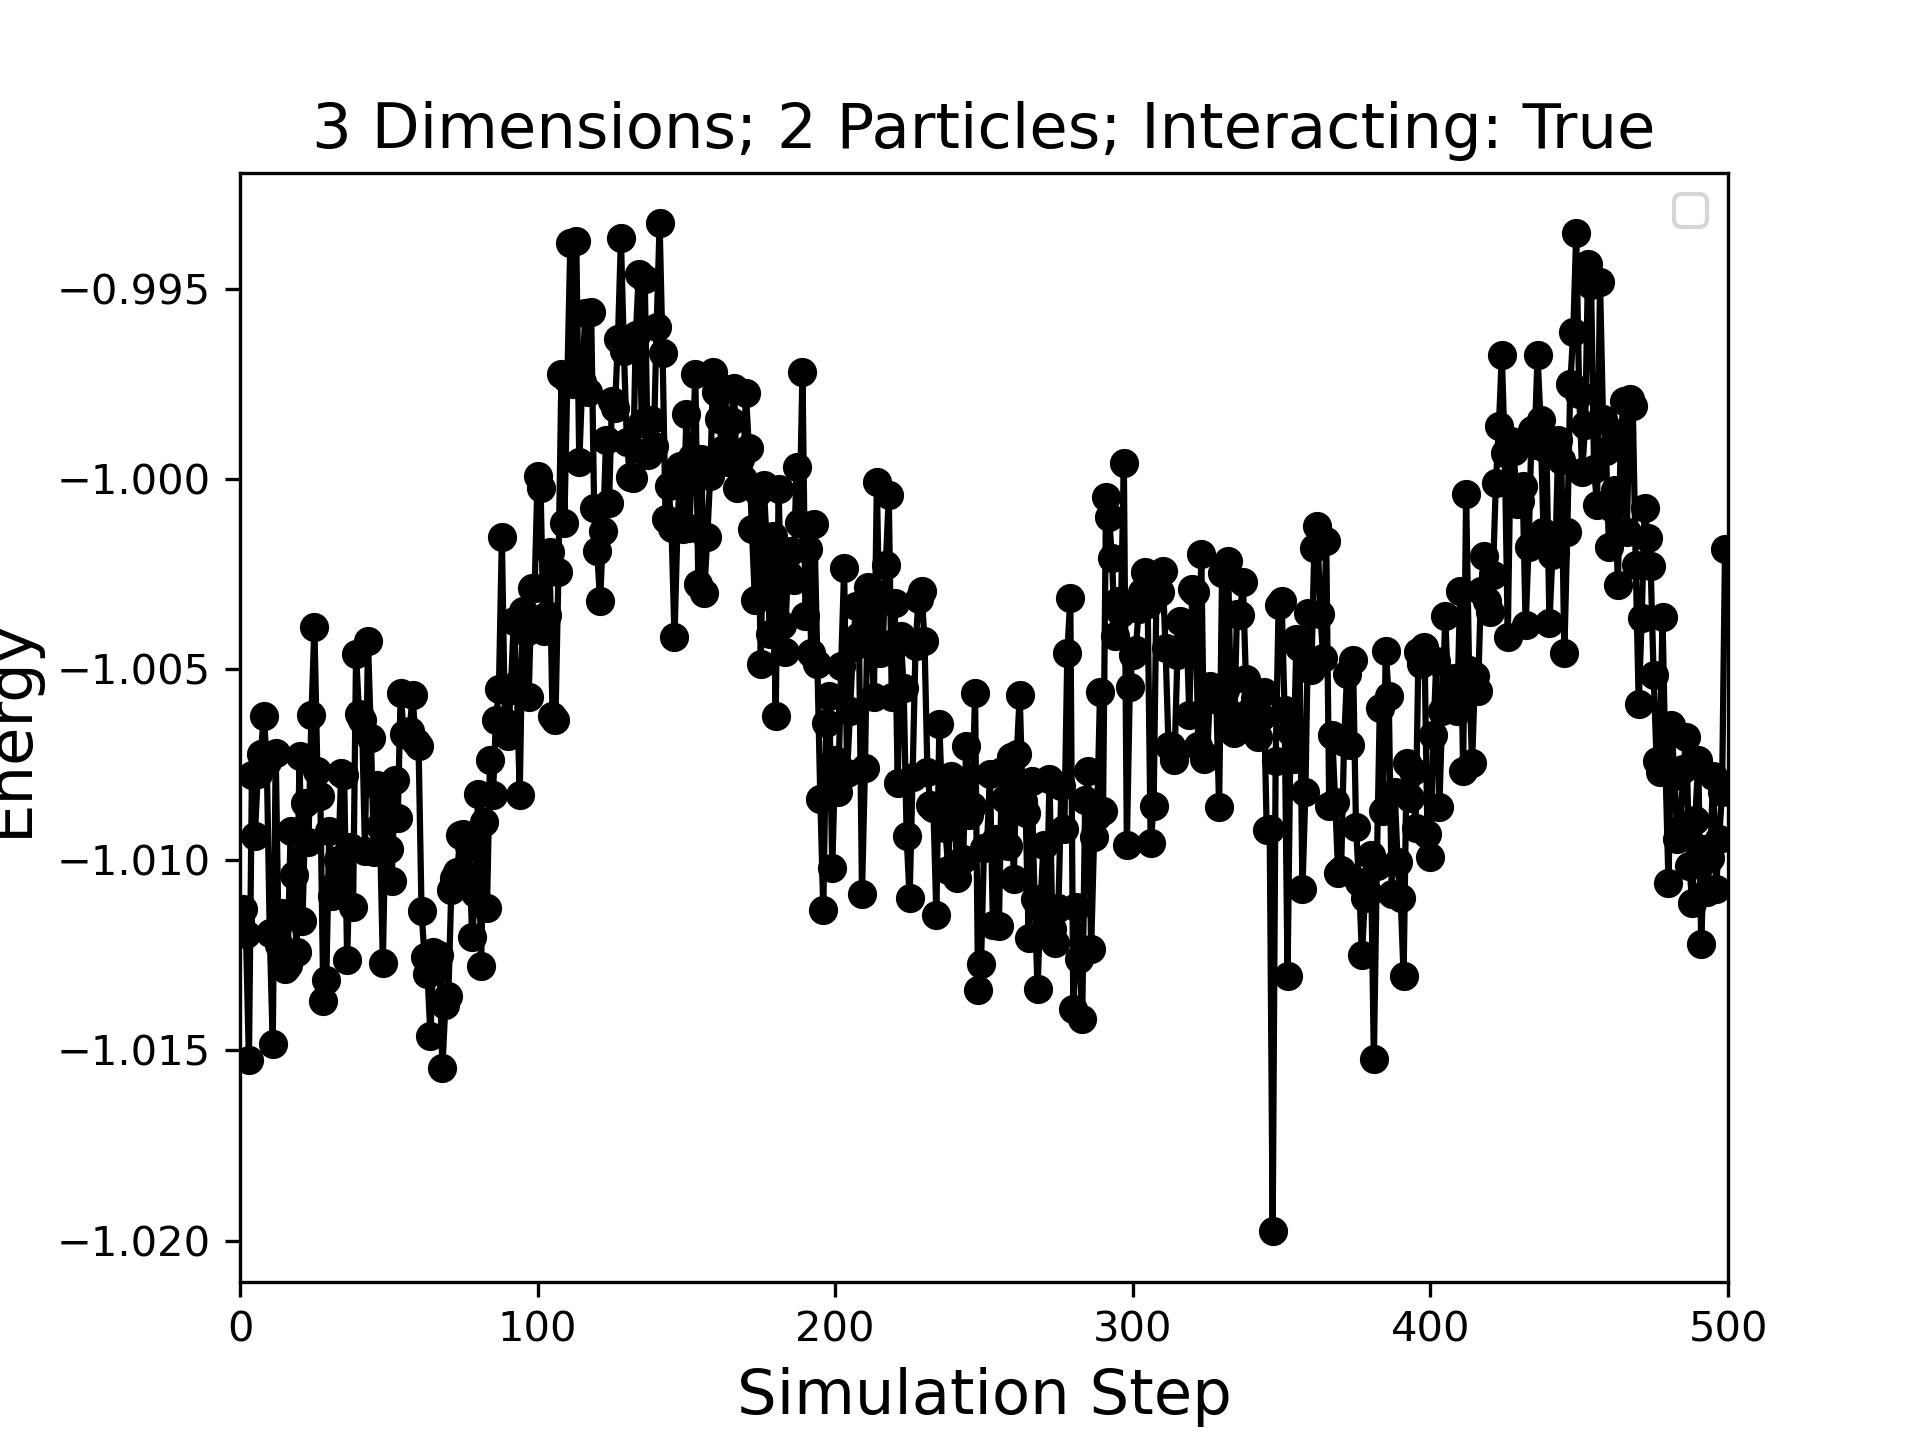 3 Dimensions; 2 Particles; Interacting: True
Energy
−0.995
−1.000
−1.005
−1.010
−1.015
−1.020
0 100 200 300 400 500
Simulation Step